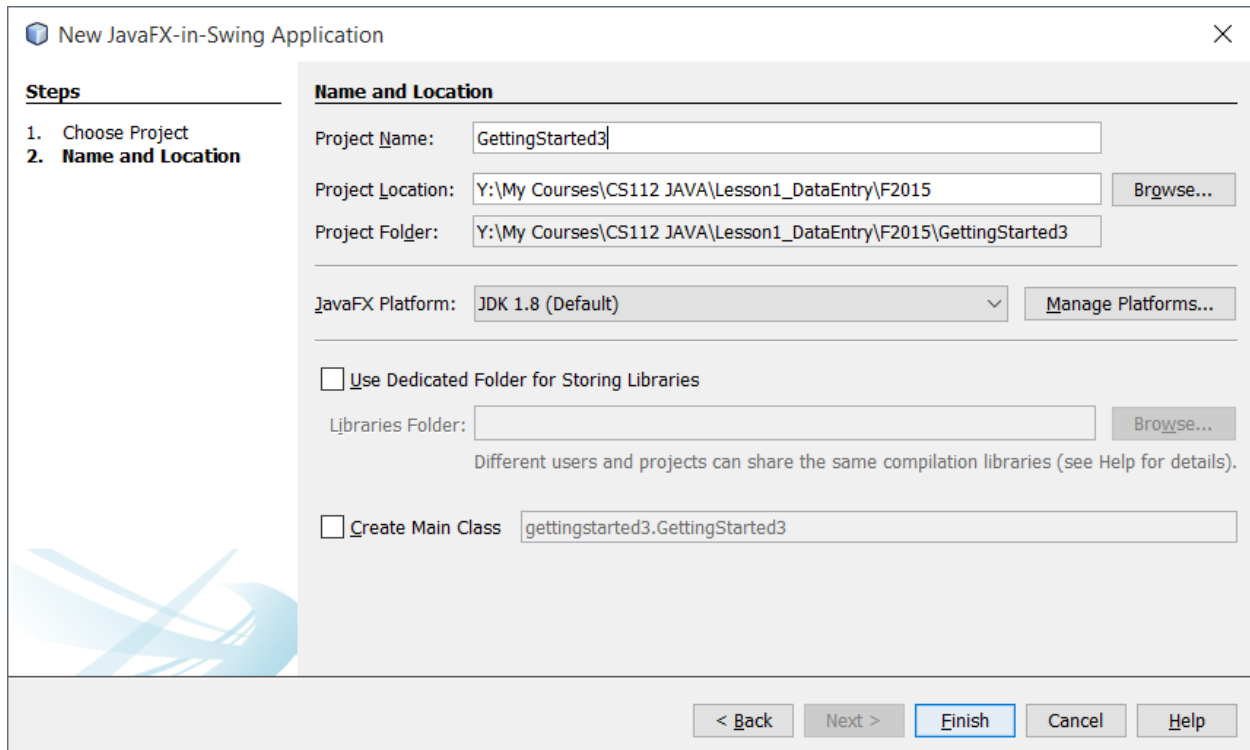 New JavaFX-in-Swing Application
Steps
1. Choose Project
2. Name and Location
Name and Location
Project Name: GettingStarted3
Project Location: Y:\My Courses\CS112 JAVA\Lesson1_DataEntry\F2015 Browse...
Project Folder: Y:\My Courses\CS112 JAVA\Lesson1_DataEntry\F2015\GettingStarted3
JavaFX Platform: JDK 1.8 (Default) Manage Platforms...
Use Dedicated Folder for Storing Libraries
Libraries Folder: Browse...
Different users and projects can share the same compilation libraries (see Help for details).
Create Main Class gettingstarted3.GettingStarted3
< Back Next > Finish Cancel Help